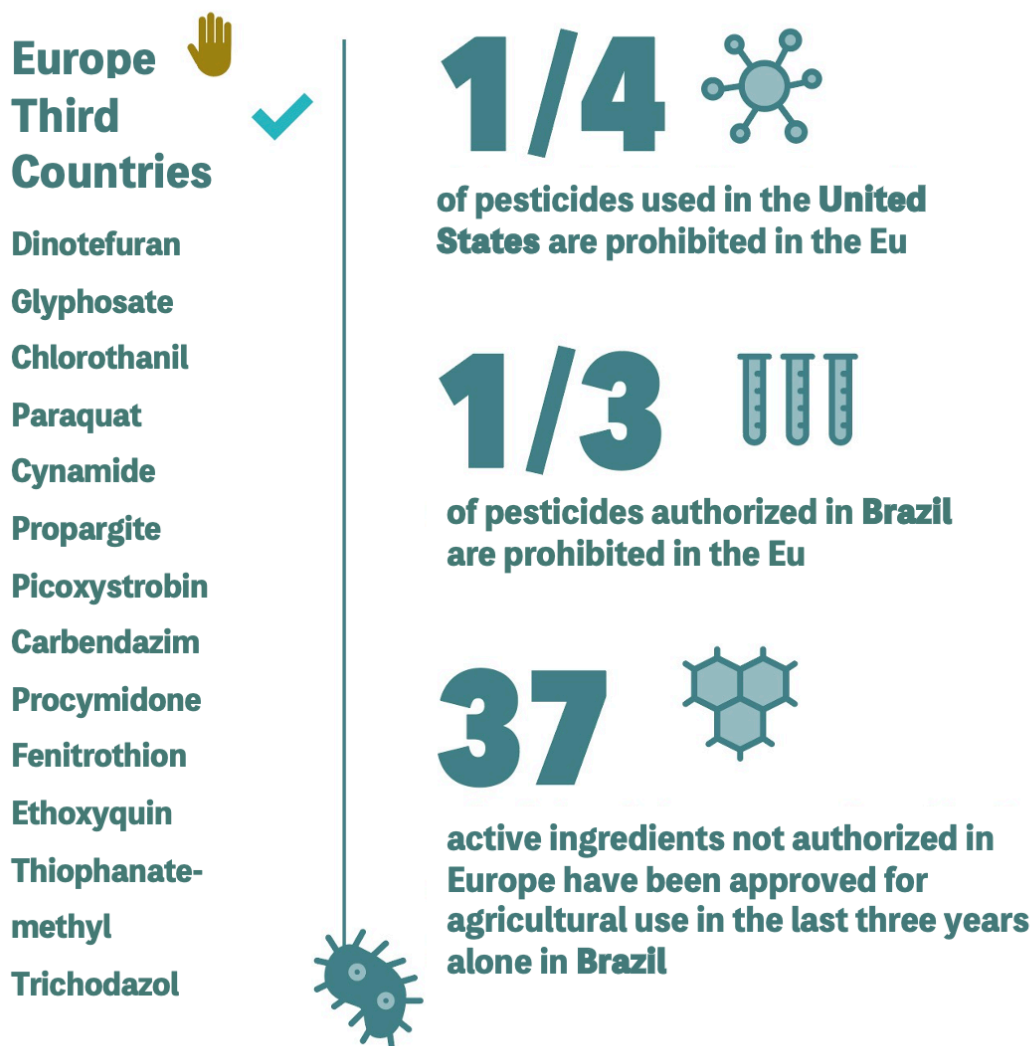 Europe
Third
Countries
Dinotefuran
Glyphosate
Chlorothanil
Paraquat
Cynamide
Propargite
Picoxystrobin
Carbendazim
Procymidone
Fenitrothion
Ethoxyquin
Thiophanate-
methyl
Trichodazol
1/4
of pesticides used in the United
States are prohibited in the Eu
1/3
of pesticides authorized in Brazil
are prohibited in the Eu
37
active ingredients not authorized in
Europe have been approved for
agricultural use in the last three years
alone in Brazil